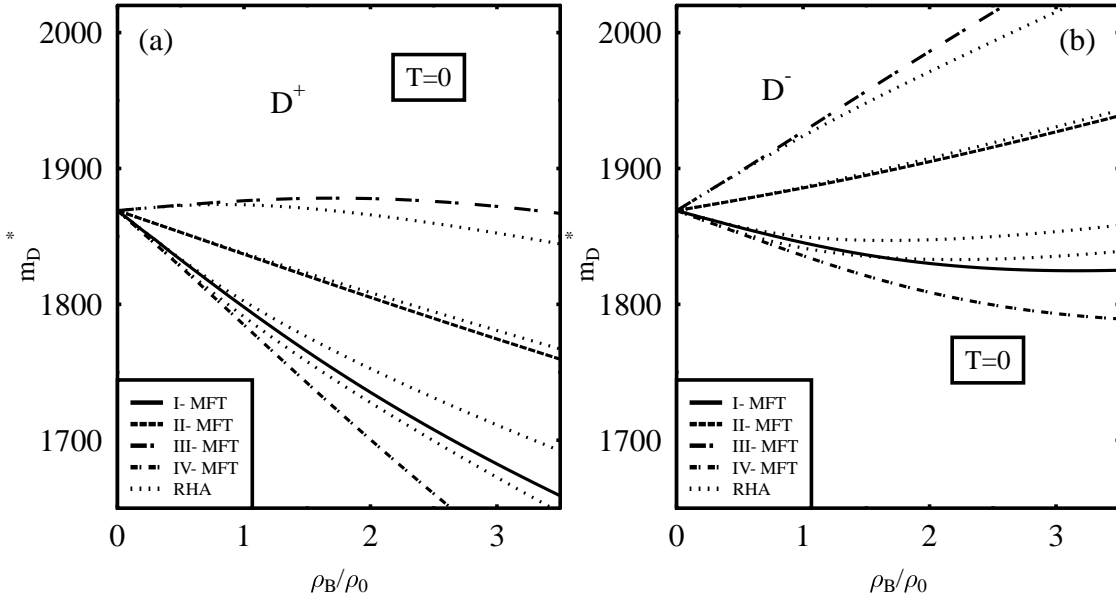 (a)
D+
T=0
2000
1900
1800
1700
mD*
I- MFT
II- MFT
III- MFT
IV- MFT
RHA
0
1
2
3
ρB/ρ0
(b)
D-
T=0
2000
1900
1800
1700
mD*
I- MFT
II- MFT
III- MFT
IV- MFT
RHA
0
1
2
3
ρB/ρ0